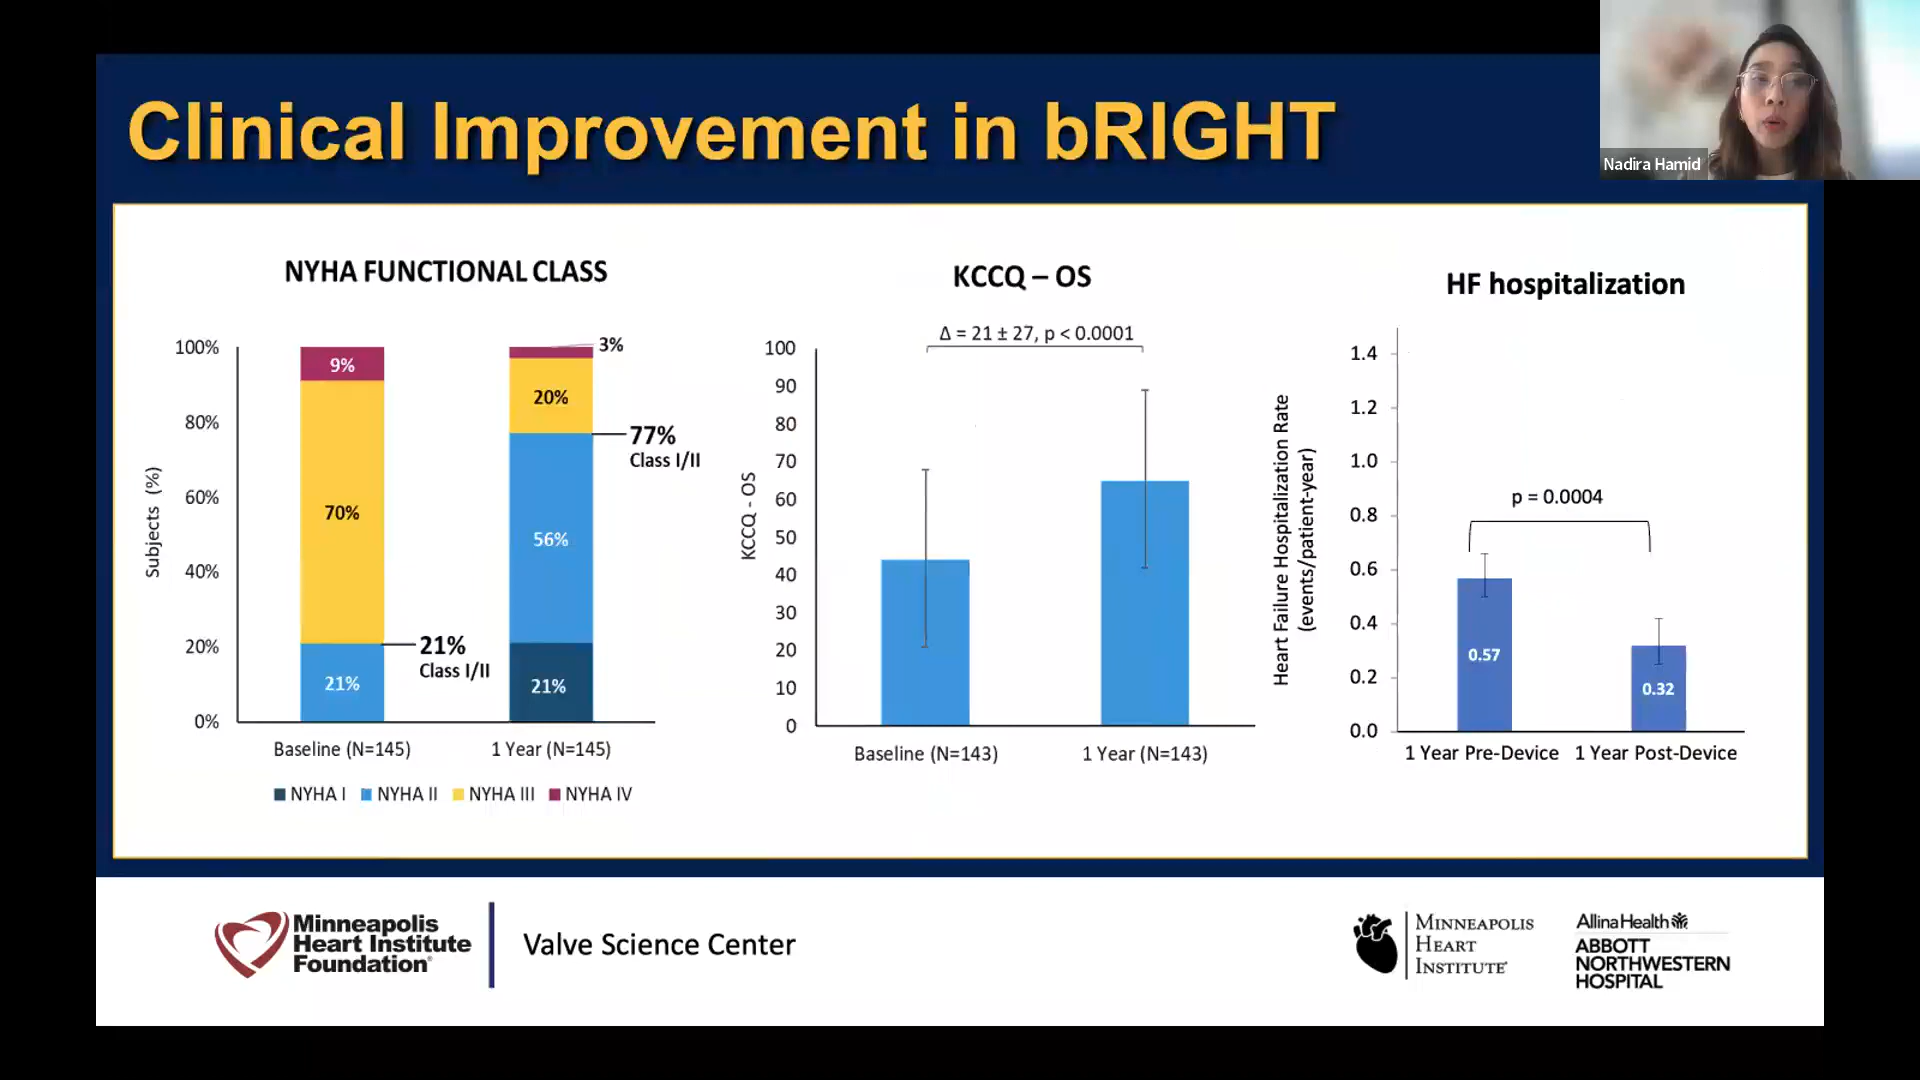 Clinical Improvement in bRIGHT
Nadira Hamid
NYHA FUNCTIONAL CLASS
100%
80%
60%
40%
20%
0%
Subjects (%)
9%
70%
21%
21%
Class I/II
3%
20%
56%
21%
77%
Class I/II
Baseline (N=145)
1 Year (N=145)
NYHA I
NYHA II
NYHA III
NYHA IV
KCCQ – OS
Δ = 21 ± 27, p < 0.0001
100
90
80
70
60
50
40
30
20
10
0
KCCQ - OS
Baseline (N=143)
1 Year (N=143)
HF hospitalization
Heart Failure Hospitalization Rate
(events/patient-year)
1.4
1.2
1.0
0.8
0.6
0.4
0.2
0.0
p = 0.0004
0.57
0.32
1 Year Pre-Device
1 Year Post-Device
Minneapolis
Heart Institute
Foundation®
Valve Science Center
MINNEAPOLIS
HEART
INSTITUTE®
AllinaHealth
ABBOTT
NORTHWESTERN
HOSPITAL